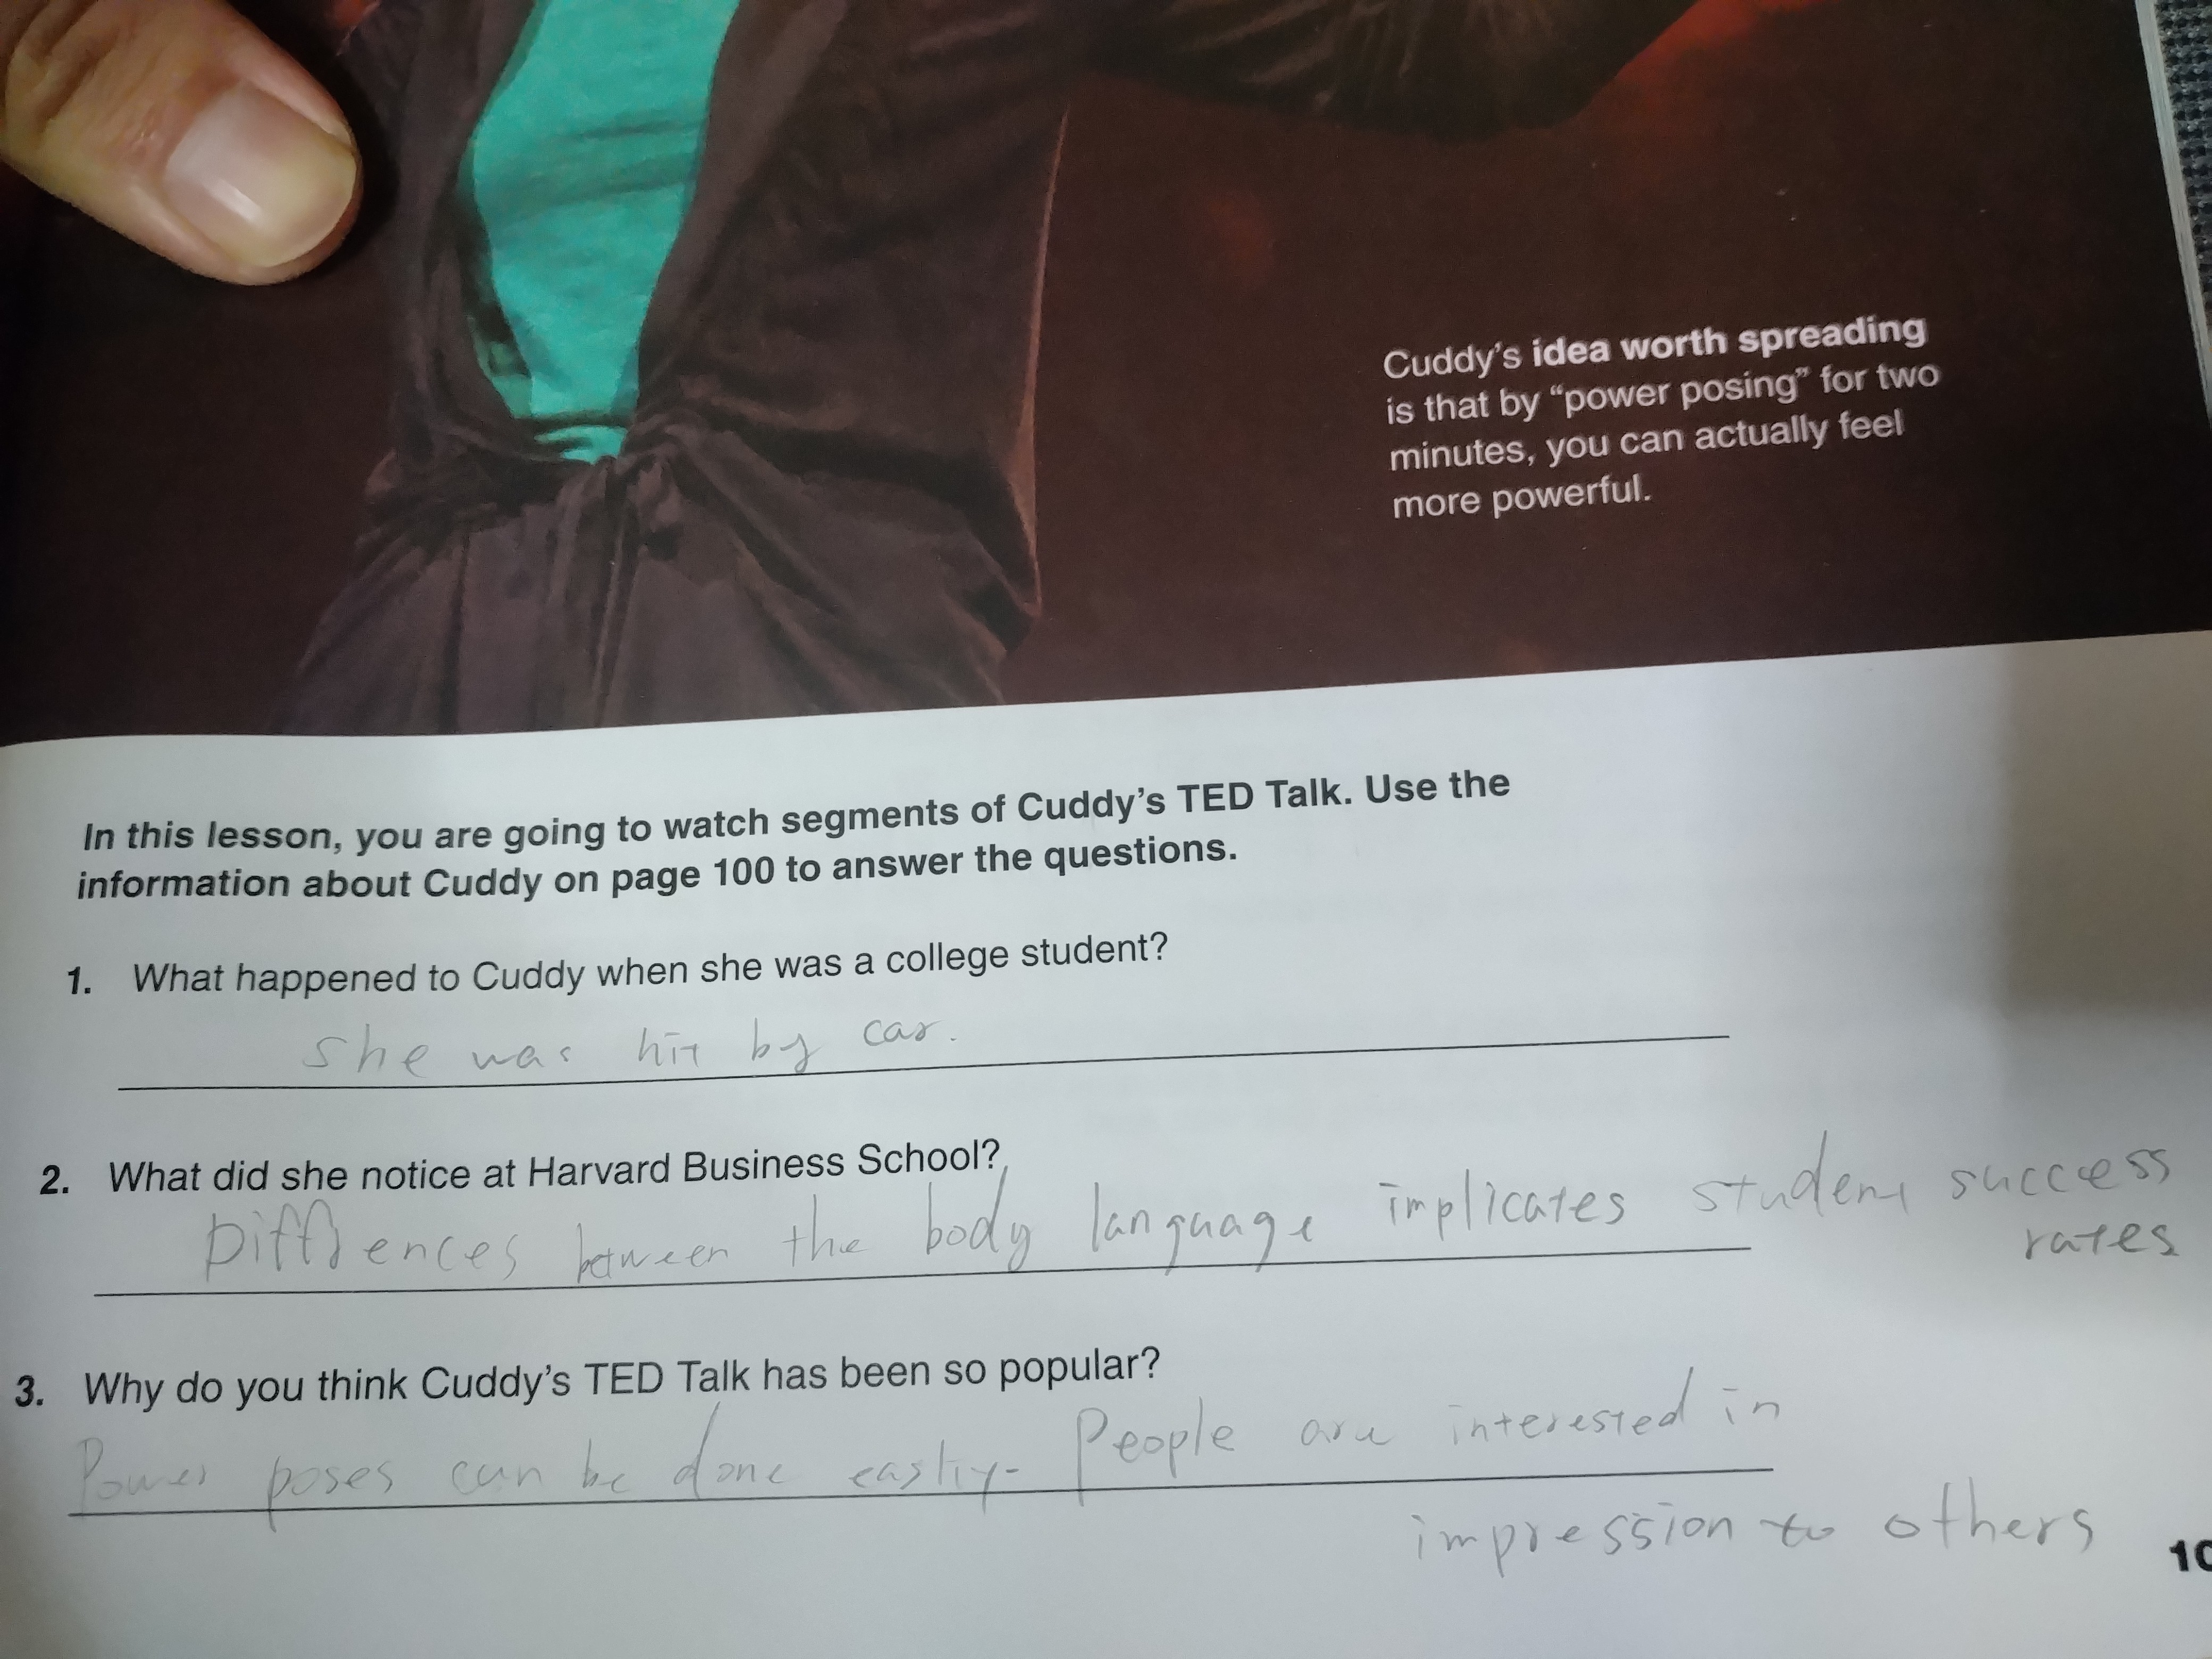 Cuddy's idea worth spreading
is that by “power posing” for two
minutes, you can actually feel
more powerful.
In this lesson, you are going to watch segments of Cuddy's TED Talk. Use the
information about Cuddy on page 100 to answer the questions.
1. What happened to Cuddy when she was a college student?
She was hit by car.
2. What did she notice at Harvard Business School?
between the body language implicates student success
rates
3. Why do you think Cuddy's TED Talk has been so popular?
Power poses can be done People are interested in
impression to others